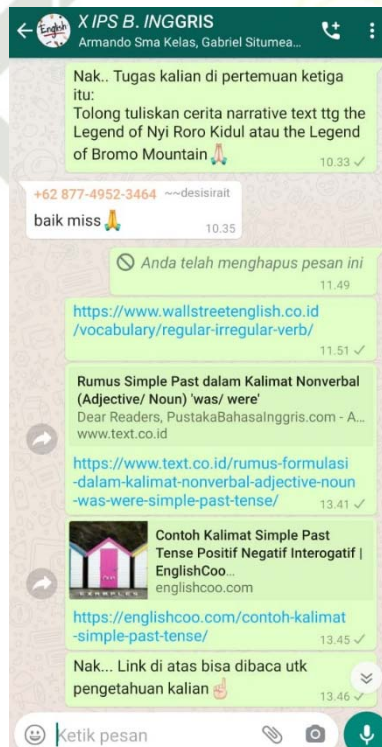 English
X IPS B. INGGRIS
Armando Sma Kelas, Gabriel Situmea...
Nak.. Tugas kalian di pertemuan ketiga
itu:
Tolong tuliskan cerita narrative text ttg the
Legend of Nyi Roro Kidul atau the Legend
of Bromo Mountain🙏
10.33
+62 877-4952-3464 ~~desisirait
baik miss🙏
10.35
Anda telah menghapus pesan ini
11.49
https://www.wallstreetenglish.co.id
/vocabulary/regular-irregular-verb/
11.51
Rumus Simple Past dalam Kalimat Nonverbal
(Adjective/ Noun) 'was/ were'
Dear Readers, PustakaBahasaInggris.com - A...
www.text.co.id
https://www.text.co.id/rumus-formulasi
-dalam-kalimat-nonverbal-adjective-noun
-was-were-simple-past-tense/
13.41
Contoh Kalimat Simple Past
Tense Positif Negatif Interogatif |
EnglishCoo...
englishcoo.com
EXAMPLES
https://englishcoo.com/contoh-kalimat
-simple-past-tense/
13.45
Nak... Link di atas bisa dibaca utk
pengetahuan kalian☝
13.46
Ketik pesan